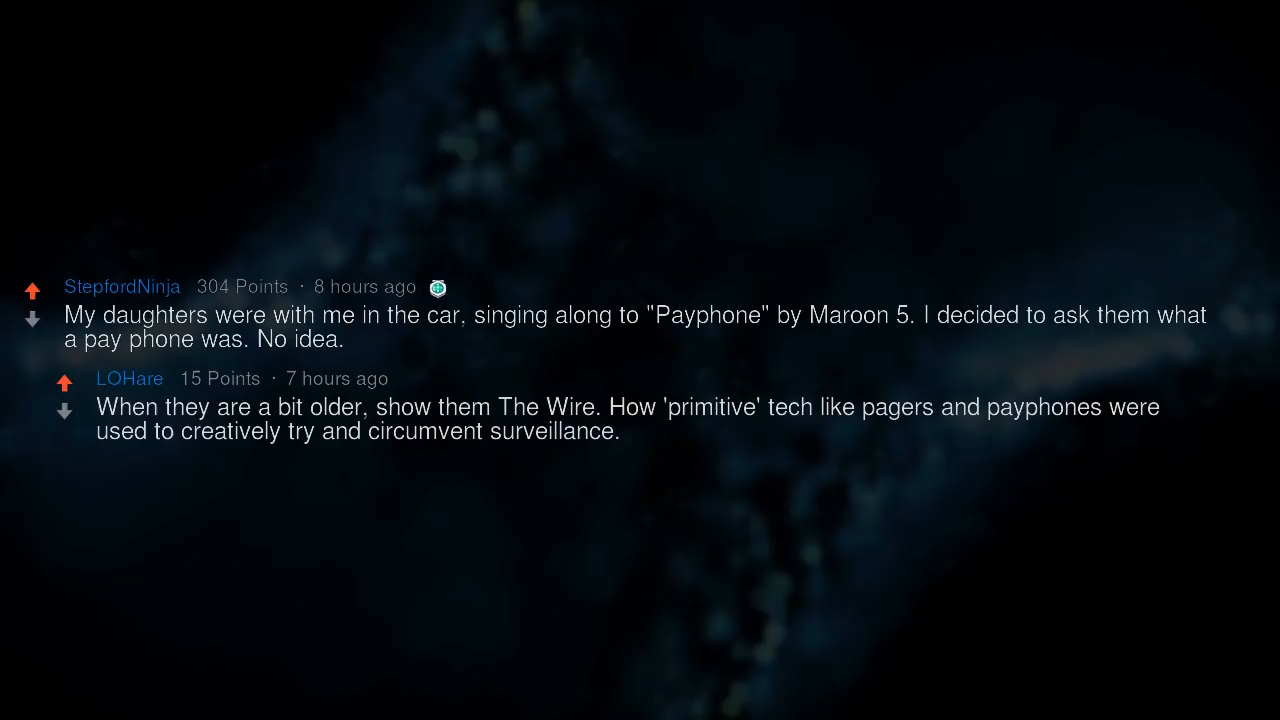 StepfordNinja 304 Points · 8 hours ago
My daughters were with me in the car, singing along to "Payphone" by Maroon 5. I decided to ask them what
a pay phone was. No idea.
LOHare 15 Points · 7 hours ago
When they are a bit older, show them The Wire. How 'primitive' tech like pagers and payphones were
used to creatively try and circumvent surveillance.